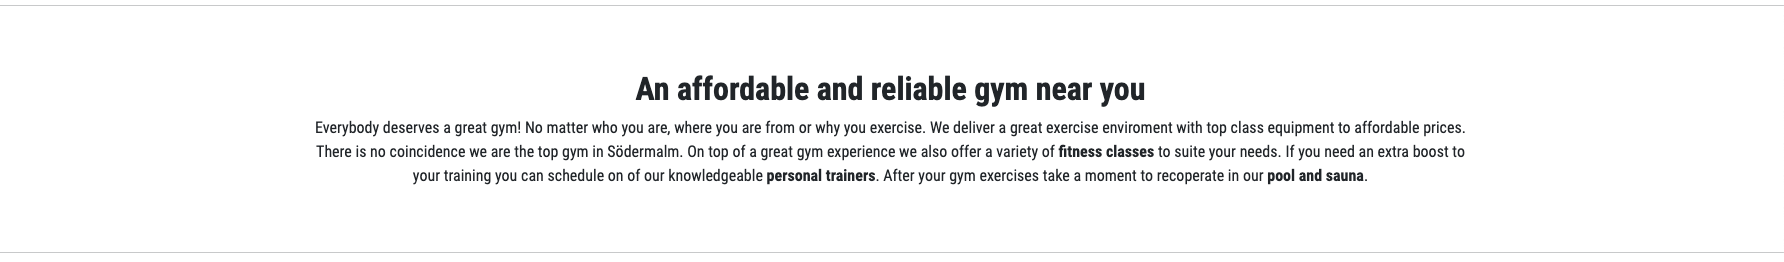 An affordable and reliable gym near you
Everybody deserves a great gym! No matter who you are, where you are from or why you exercise. We deliver a great exercise enviroment with top class equipment to affordable prices.
There is no coincidence we are the top gym in Södermalm. On top of a great gym experience we also offer a variety of fitness classes to suite your needs. If you need an extra boost to
your training you can schedule on of our knowledgeable personal trainers. After your gym exercises take a moment to recoperate in our pool and sauna.